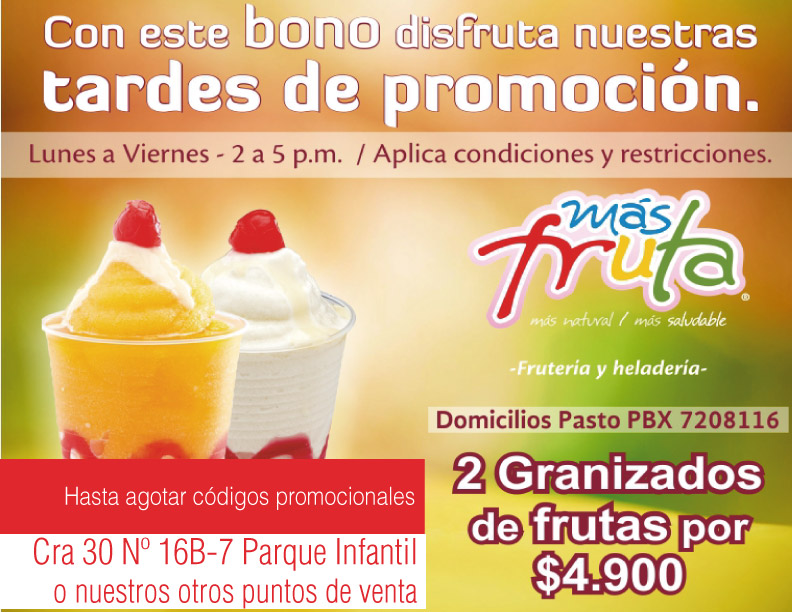 Con este bono disfruta nuestras
tardes de promoción.
Lunes a Viernes - 2 a 5 p.m. / Aplica condiciones y restricciones.
más
fruta
®
más natural / más saludable
-Frutería y heladería-
Domicilios Pasto PBX 7208116
2 Granizados
de frutas por
$4.900
Hasta agotar códigos promocionales
Cra 30 Nº 16B-7 Parque Infantil
o nuestros otros puntos de venta